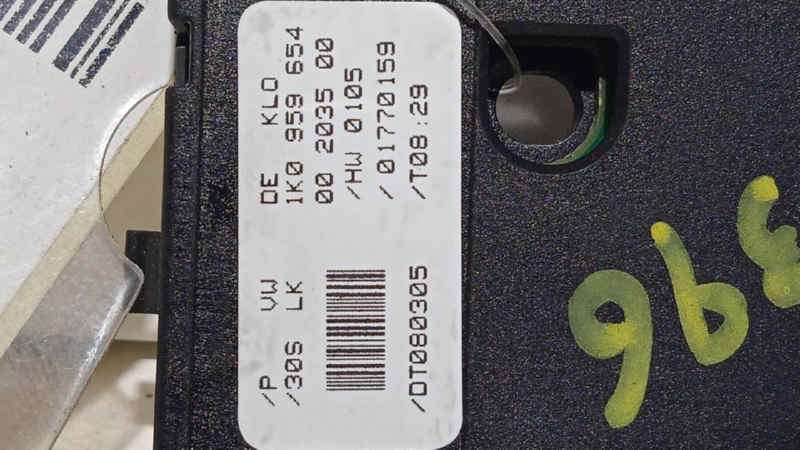 /P VW DE KLO
/30S LK 1K0 959 654
00 2035 00
/HW 0105
/ 01770159
/DT080305 /T08:29